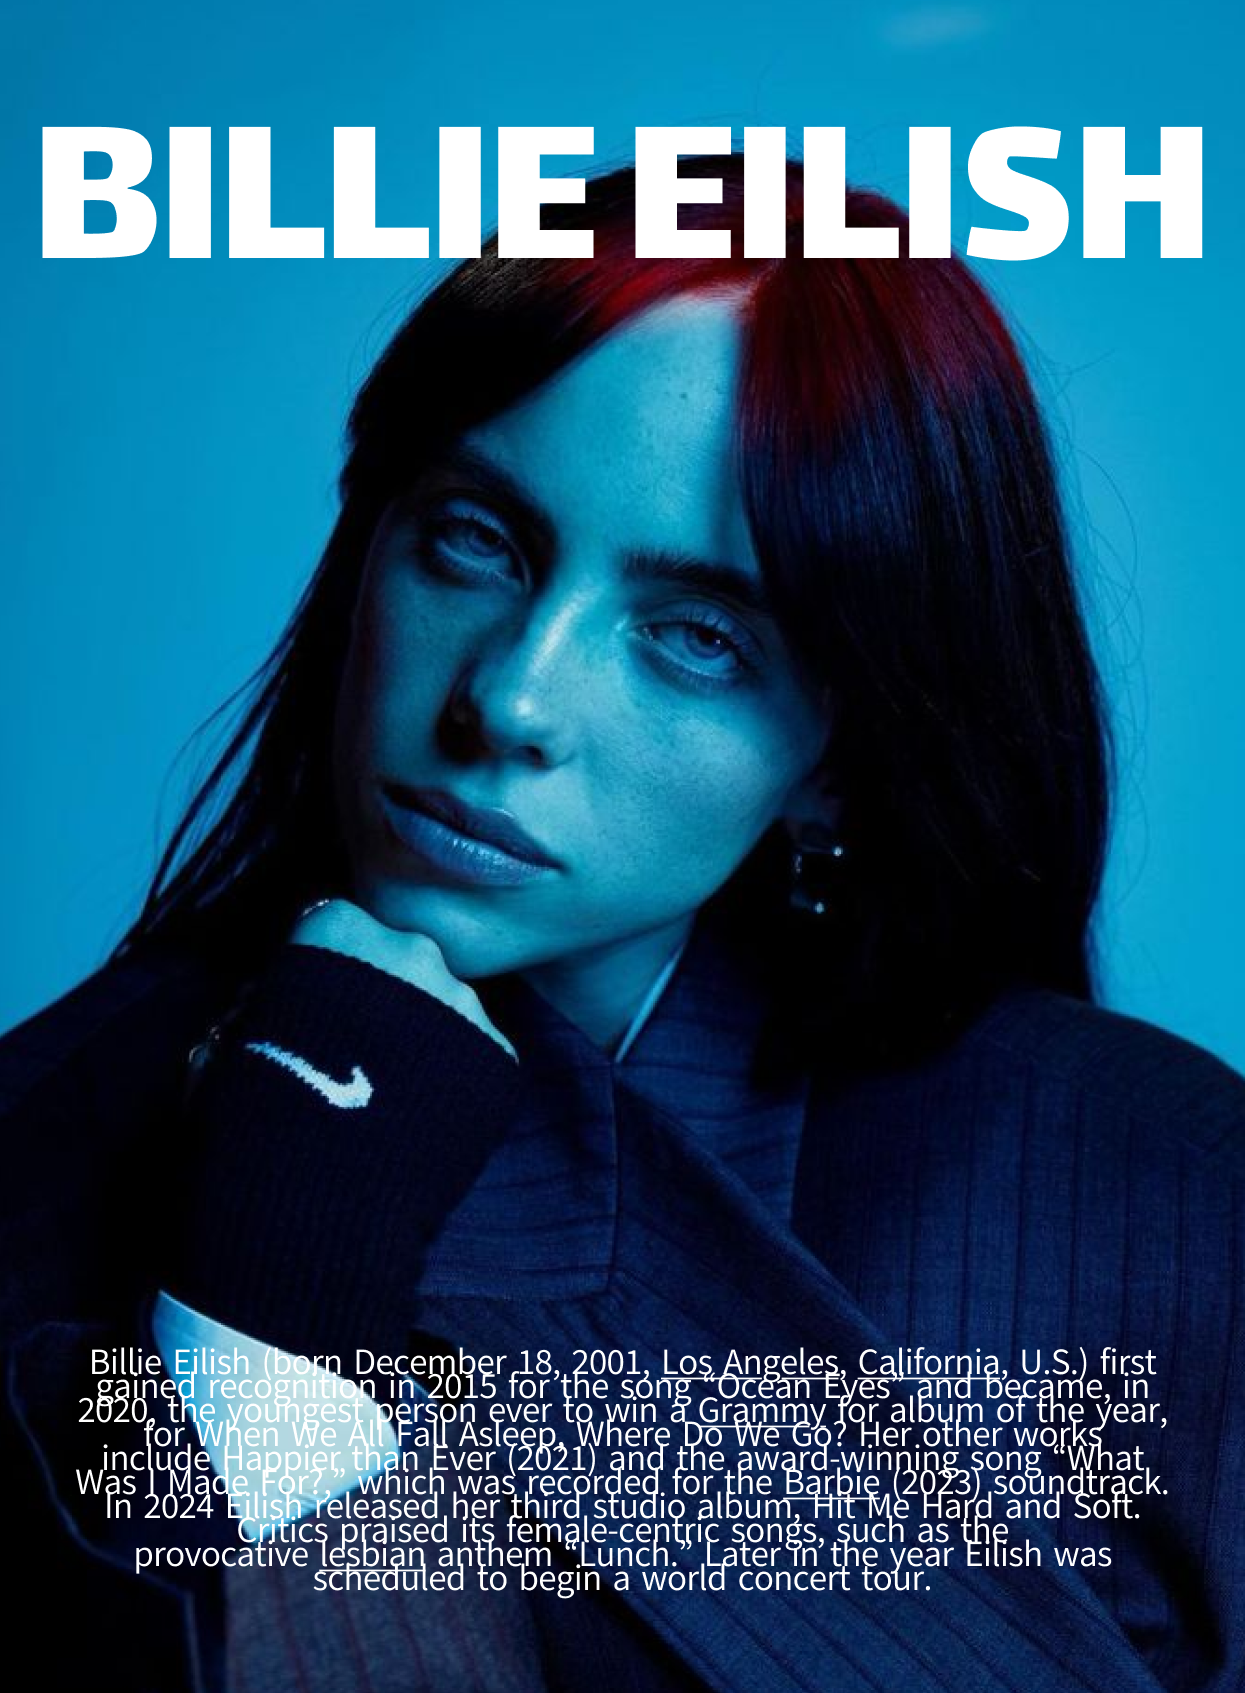 BILLIE EILISH
Billie Eilish (born December 18, 2001, Los Angeles, California, U.S.) first
gained recognition in 2015 for the song “Ocean Eyes” and became, in
2020, the youngest person ever to win a Grammy for album of the year,
for When We All Fall Asleep, Where Do We Go? Her other works
include Happier than Ever (2021) and the award-winning song “What
Was I Made For?,” which was recorded for the Barbie (2023) soundtrack.
In 2024 Eilish released her third studio album, Hit Me Hard and Soft.
Critics praised its female-centric songs, such as the
provocative lesbian anthem “Lunch.” Later in the year Eilish was
scheduled to begin a world concert tour.